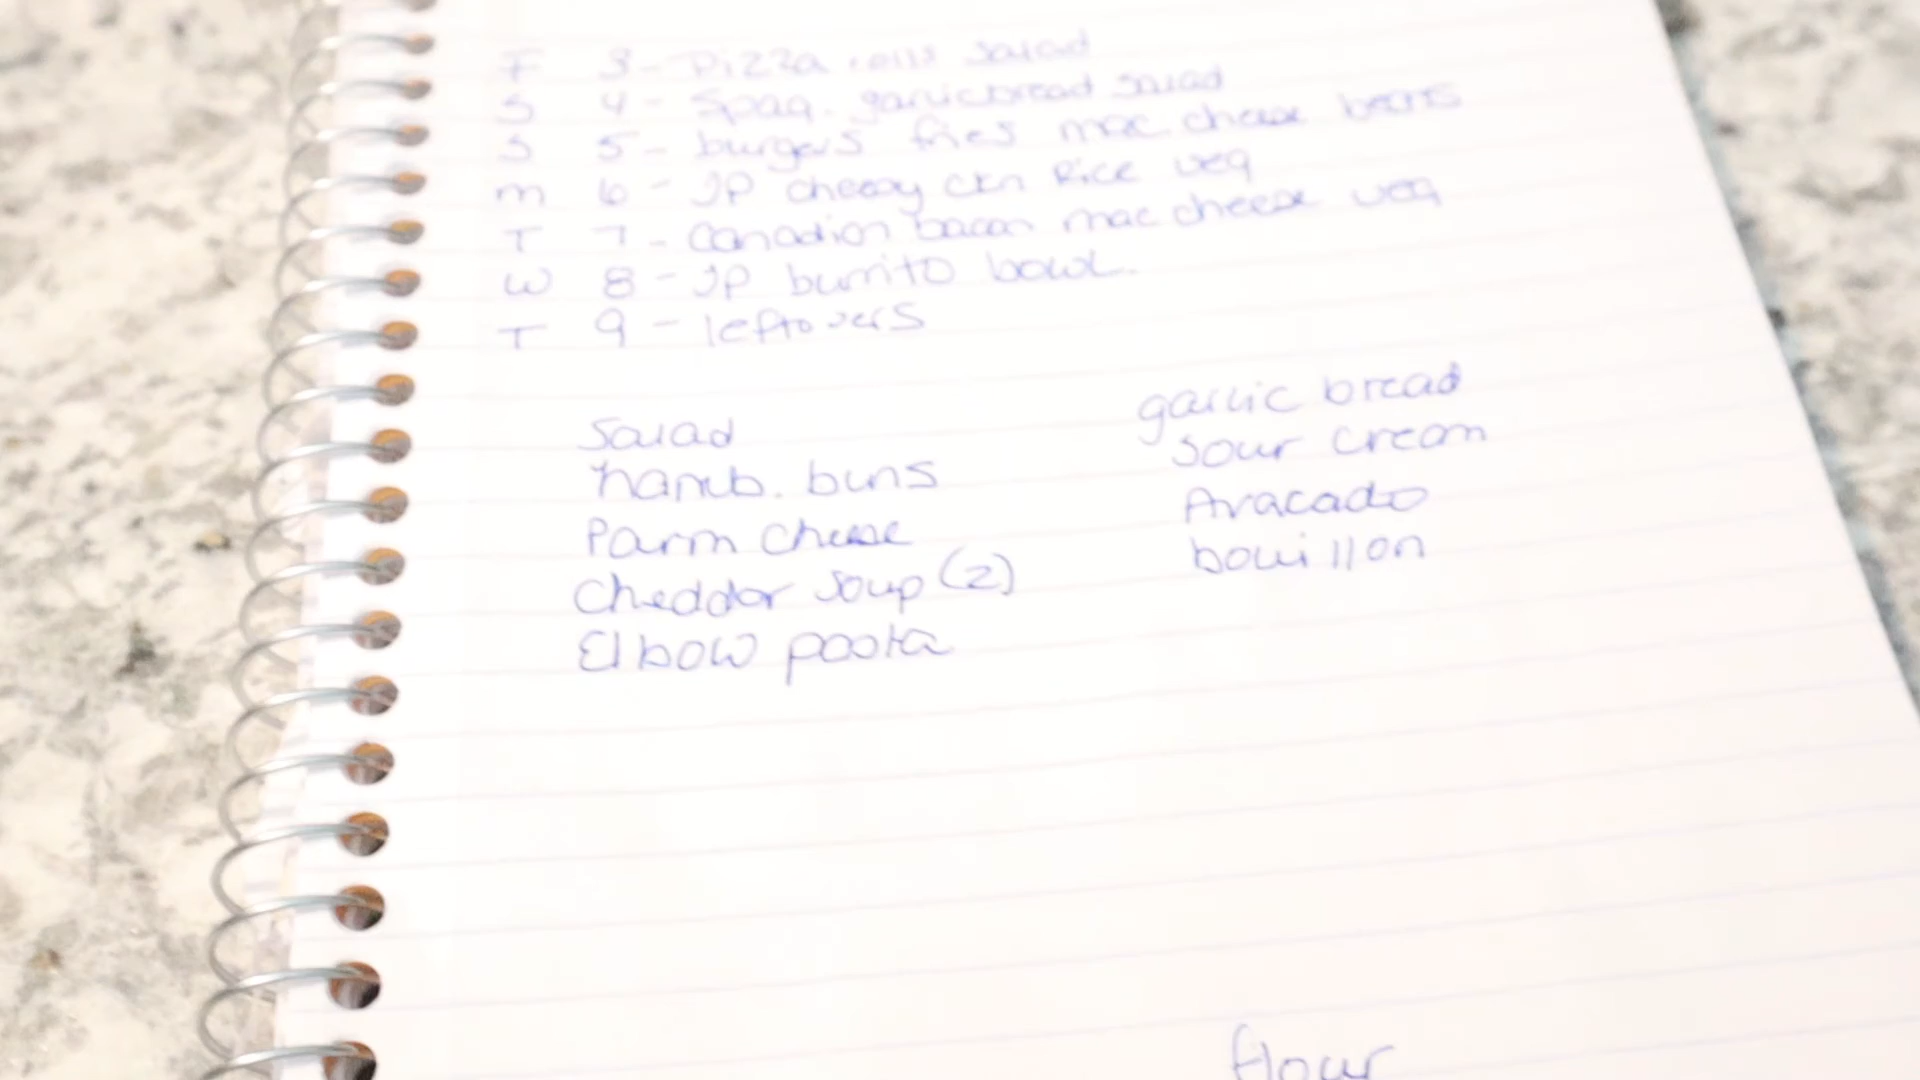 F 3 - Pizza rolls salad
S 4 - Spag. garlicbread salad
S 5 - burgers fries mac cheese beans
m 6 - IP cheesy ckn Rice veg
T 7 - Canadian bacon mac cheese veg
W 8 - IP burrito bowl.
T 9 - leftovers
Salad
hamb. buns
Parm Cheese
Cheddar soup (2)
Elbow pasta
garlic bread
Sour cream
Avacado
bouillon
flour